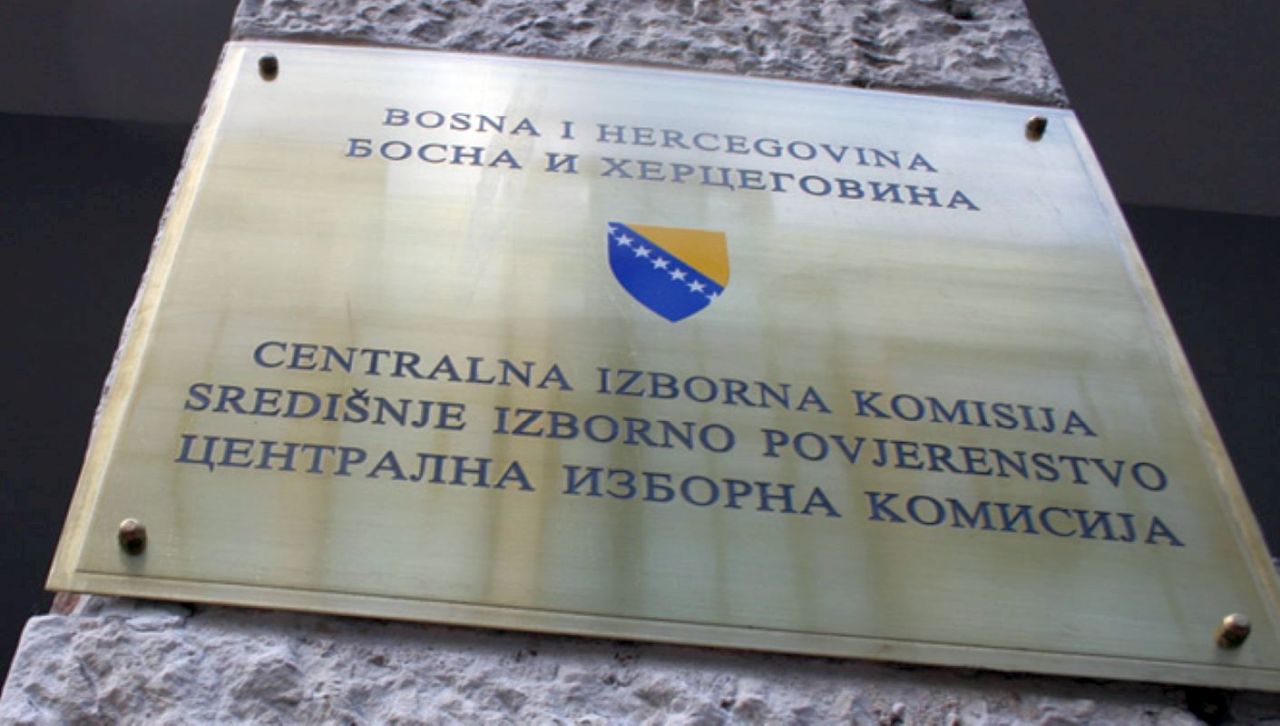 BOSNA I HERCEGOVINA
БОСНА И ХЕРЦЕГОВИНА
CENTRALNA IZBORNA KOMISIJA
SREDIŠNJE IZBORNO POVJERENSTVO
ЦЕНТРАЛНА ИЗБОРНА КОМИСИЈА